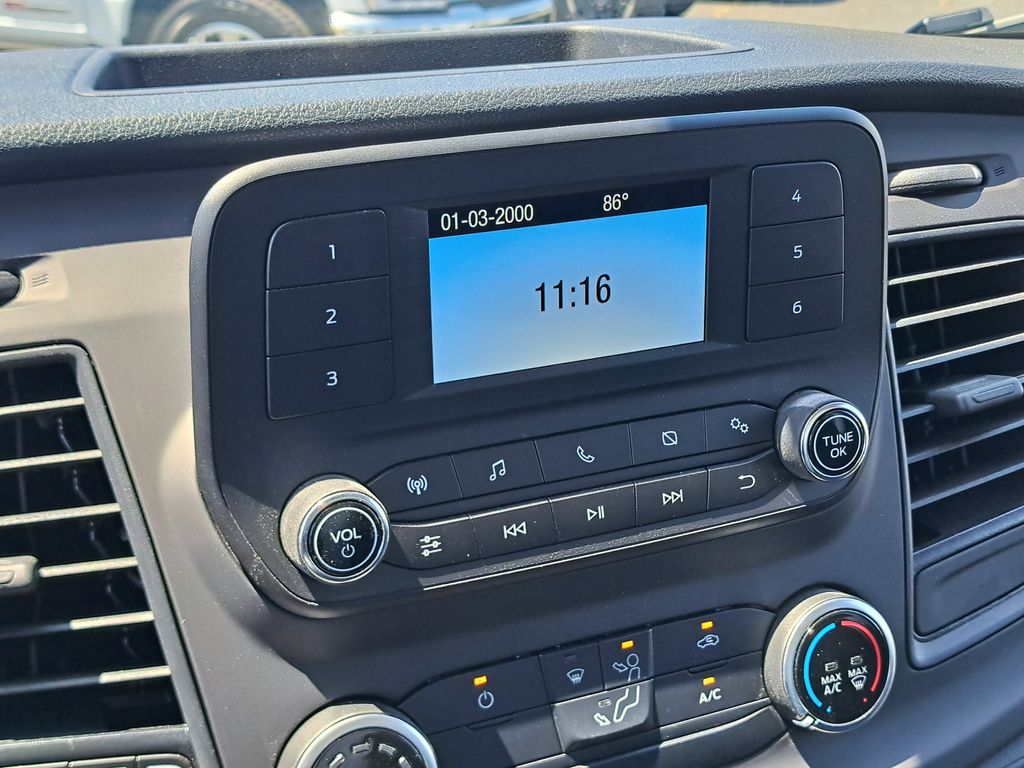 01-03-2000 86°
11:16
1
2
3
4
5
6
VOL
TUNE
OK
A/C
MAX
A/C
MAX